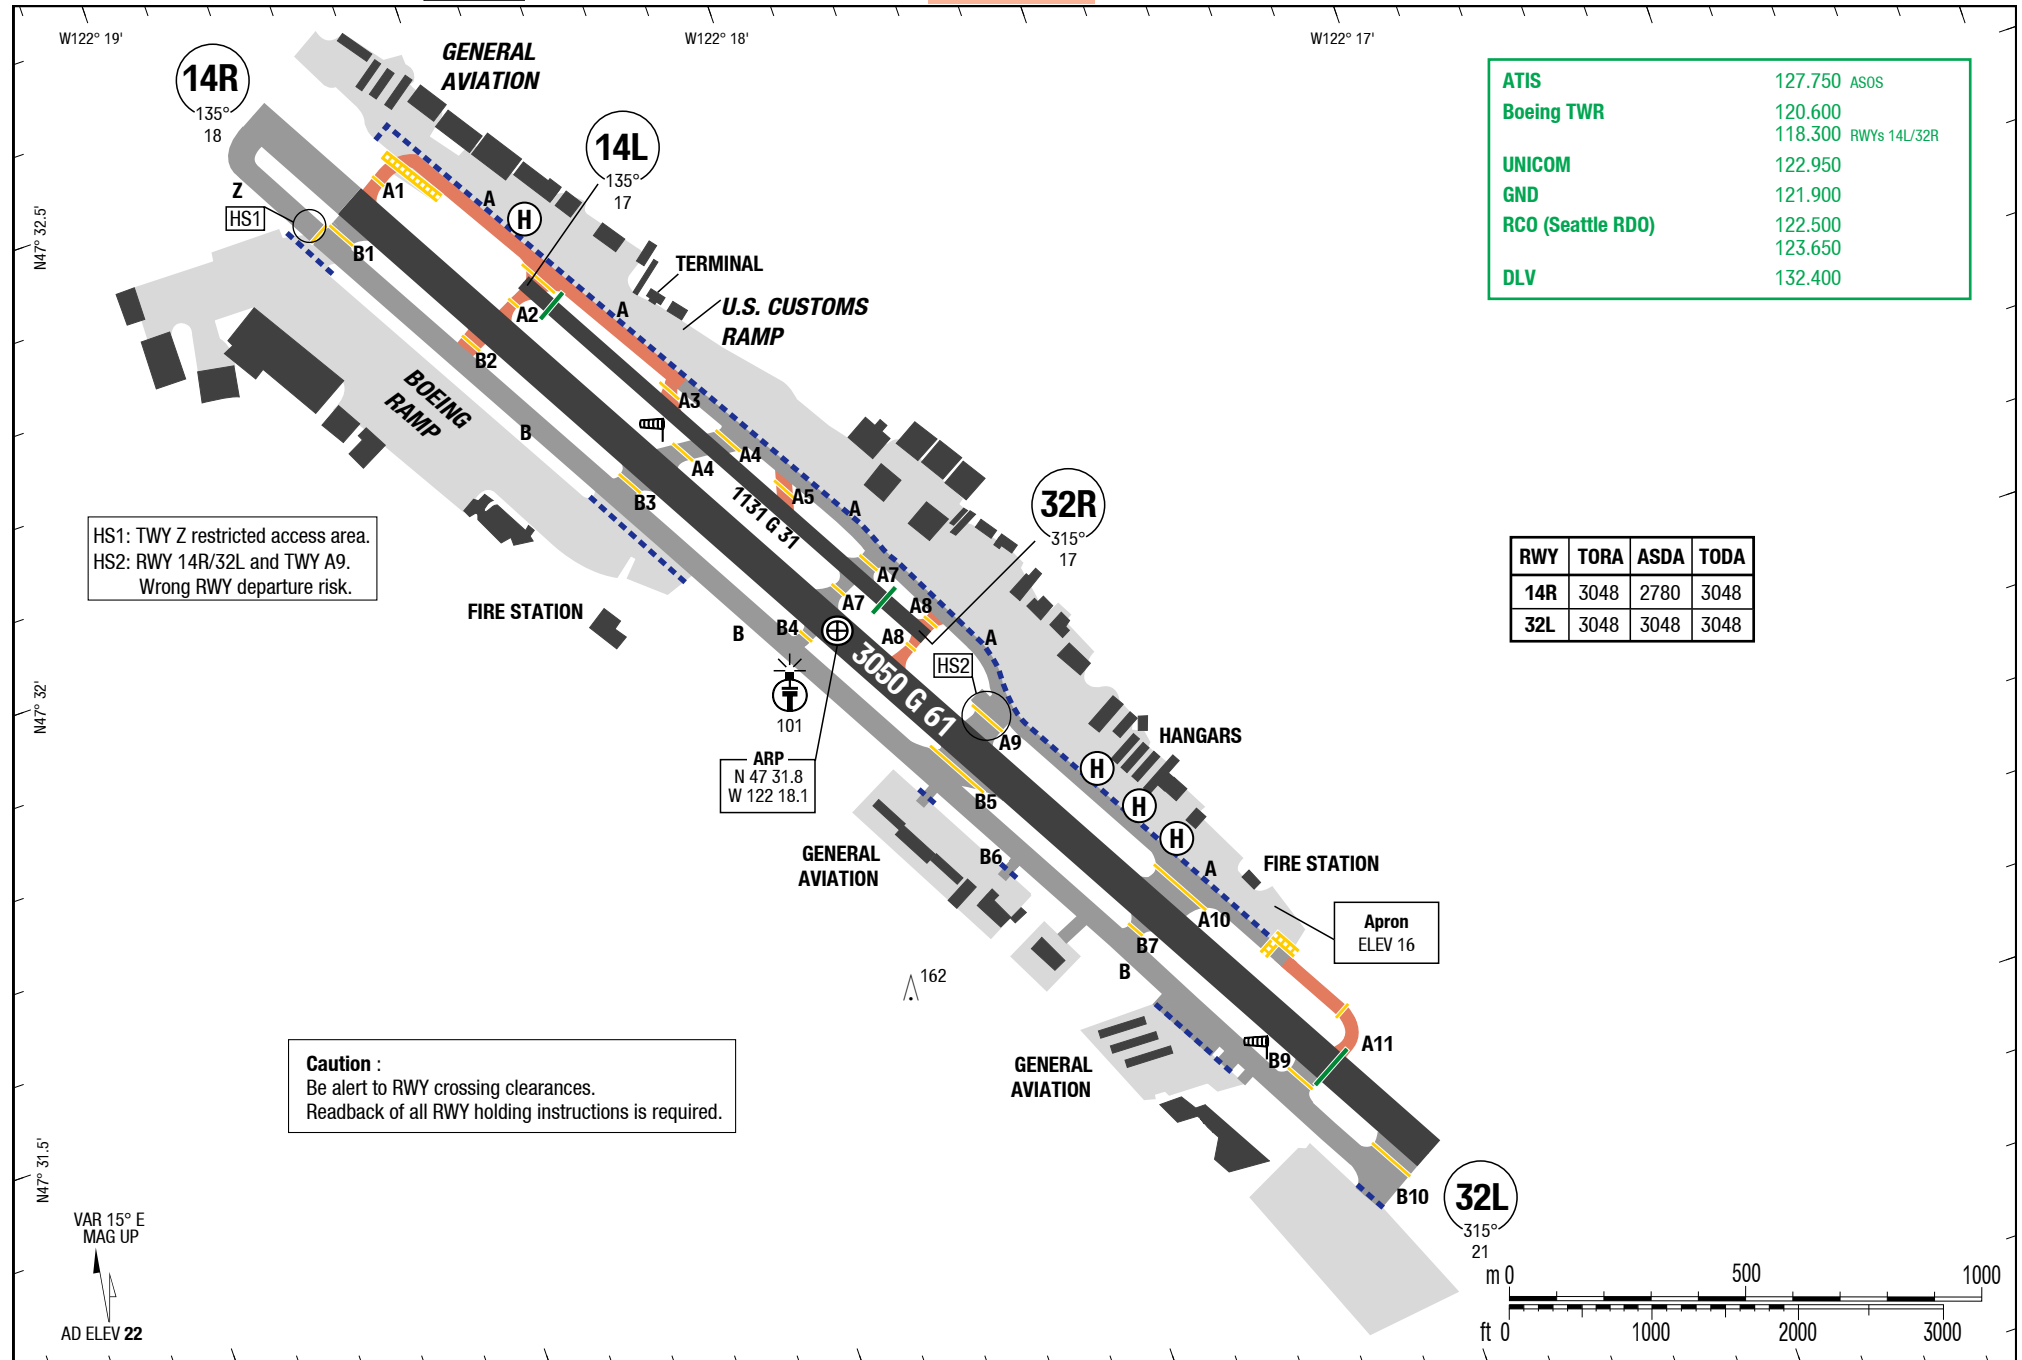 W122° 19'
W122° 18'
W122° 17'
14R
135°
18
GENERAL
AVIATION
14L
135°
17
ATIS 127.750 ASOS
Boeing TWR 120.600
118.300 RWYs 14L/32R
UNICOM 122.950
GND 121.900
RCO (Seattle RDO) 122.500
123.650
DLV 132.400
Z
HS1
A1
A
H
B1
N47° 32.5'
TERMINAL
U.S. CUSTOMS
RAMP
A
A2
B2
BOEING
RAMP
A3
B
A4
A4
B3
A5
A
1131 G 31
32R
315°
17
HS1: TWY Z restricted access area.
HS2: RWY 14R/32L and TWY A9.
Wrong RWY departure risk.
RWY TORA ASDA TODA
14R 3048 2780 3048
32L 3048 3048 3048
FIRE STATION
A7
A7
A8
A8
B
B4
A
HS2
3050 G 61
N47° 32'
101
ARP
N 47 31.8
W 122 18.1
A9
HANGARS
H
H
H
B5
GENERAL
AVIATION
B6
A
FIRE STATION
A10
Apron
ELEV 16
B7
B
162
Caution :
Be alert to RWY crossing clearances.
Readback of all RWY holding instructions is required.
GENERAL
AVIATION
B9
A11
N47° 31.5'
B10
32L
315°
21
VAR 15° E
MAG UP
AD ELEV 22
m 0 500 1000
ft 0 1000 2000 3000